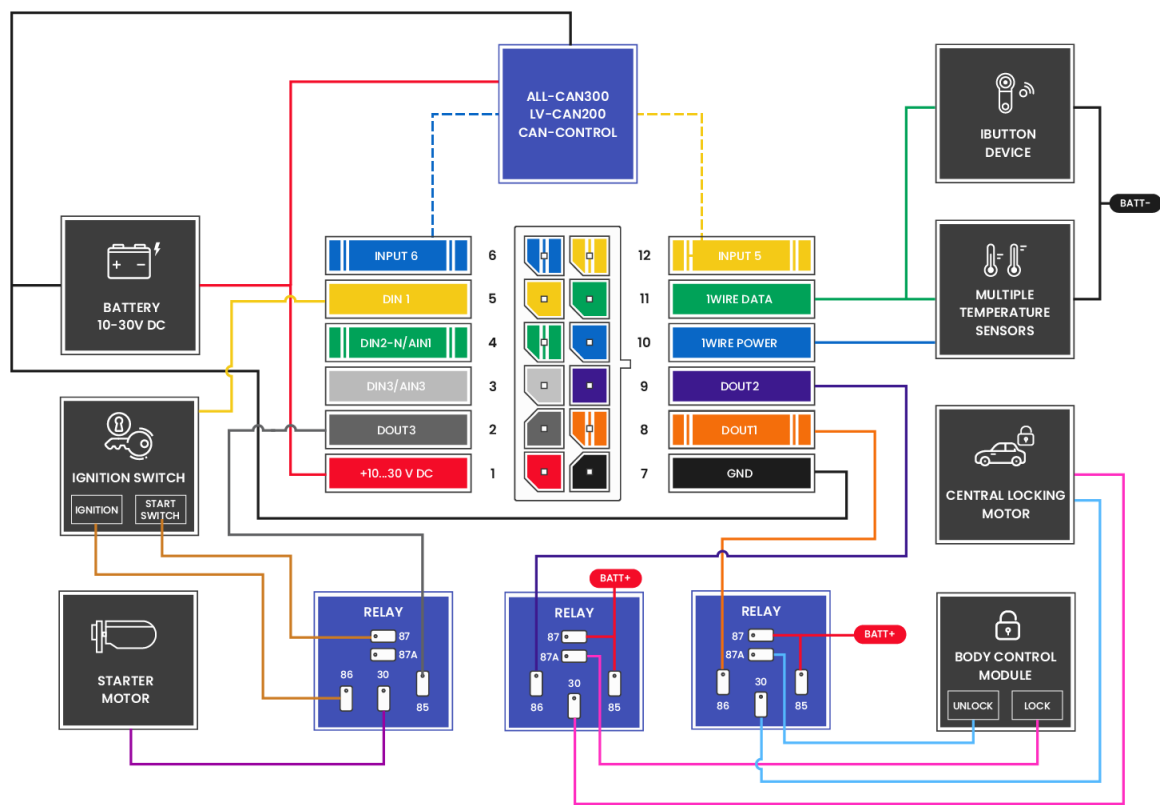 ALL-CAN300
LV-CAN200
CAN-CONTROL
IBUTTON
DEVICE
BATT-
BATTERY
10-30V DC
MULTIPLE
TEMPERATURE
SENSORS
INPUT 6
6
12
INPUT 5
DIN 1
5
11
1WIRE DATA
DIN2-N/AIN1
4
10
1WIRE POWER
DIN3/AIN3
3
9
DOUT2
DOUT3
2
8
DOUT1
+10...30 V DC
1
7
GND
IGNITION SWITCH
IGNITION
START
SWITCH
CENTRAL LOCKING
MOTOR
STARTER
MOTOR
RELAY
87
87A
86
30
85
BATT+
RELAY
87
87A
30
86
85
BATT+
RELAY
87
87A
30
86
85
BODY CONTROL
MODULE
UNLOCK
LOCK